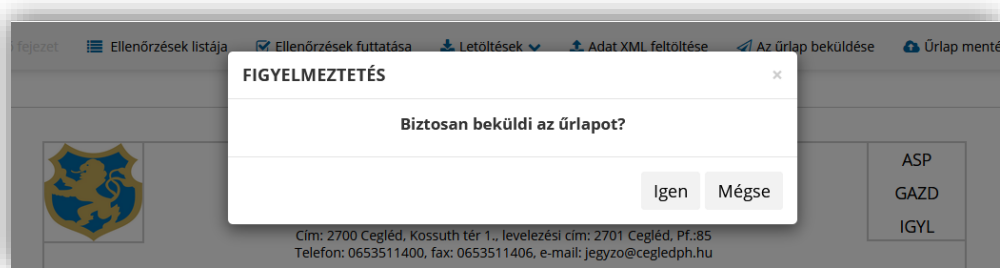 fejezet Ellenőrzések listája Ellenőrzések futtatása Letöltések Adat XML feltöltése Az űrlap beküldése Űrlap menté
FIGYELMEZTETÉS ×
Biztosan beküldi az űrlapot?
Igen Mégse
ASP
GAZD
IGYL
Cím: 2700 Cegléd, Kossuth tér 1., levelezési cím: 2701 Cegléd, Pf.:85
Telefon: 0653511400, fax: 0653511406, e-mail: jegyzo@cegledph.hu